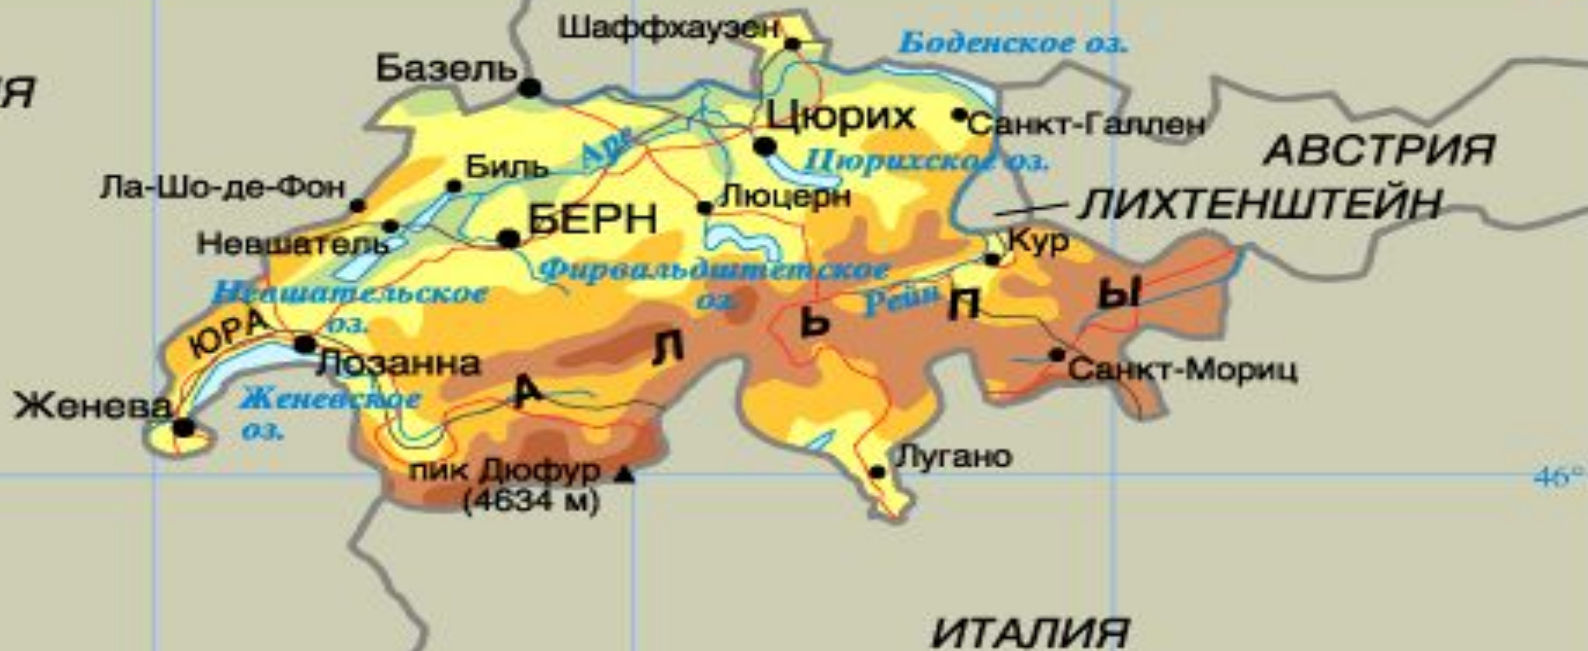 Шаффхаузен
Боденское оз.
Базель
Я
Цюрих
Санкт-Галлен
Аре
АВСТРИЯ
Цюрихское оз.
Биль
Ла-Шо-де-Фон
Люцерн
ЛИХТЕНШТЕЙН
БЕРН
Невшатель
Кур
Фирвальдштетское
оз.
Невшательское
оз.
Рейн
ЮРА
АЛЬПЫ
Лозанна
Санкт-Мориц
Женева
Женевское
оз.
Лугано
пик Дюфур
(4634 м)
46°
ИТАЛИЯ